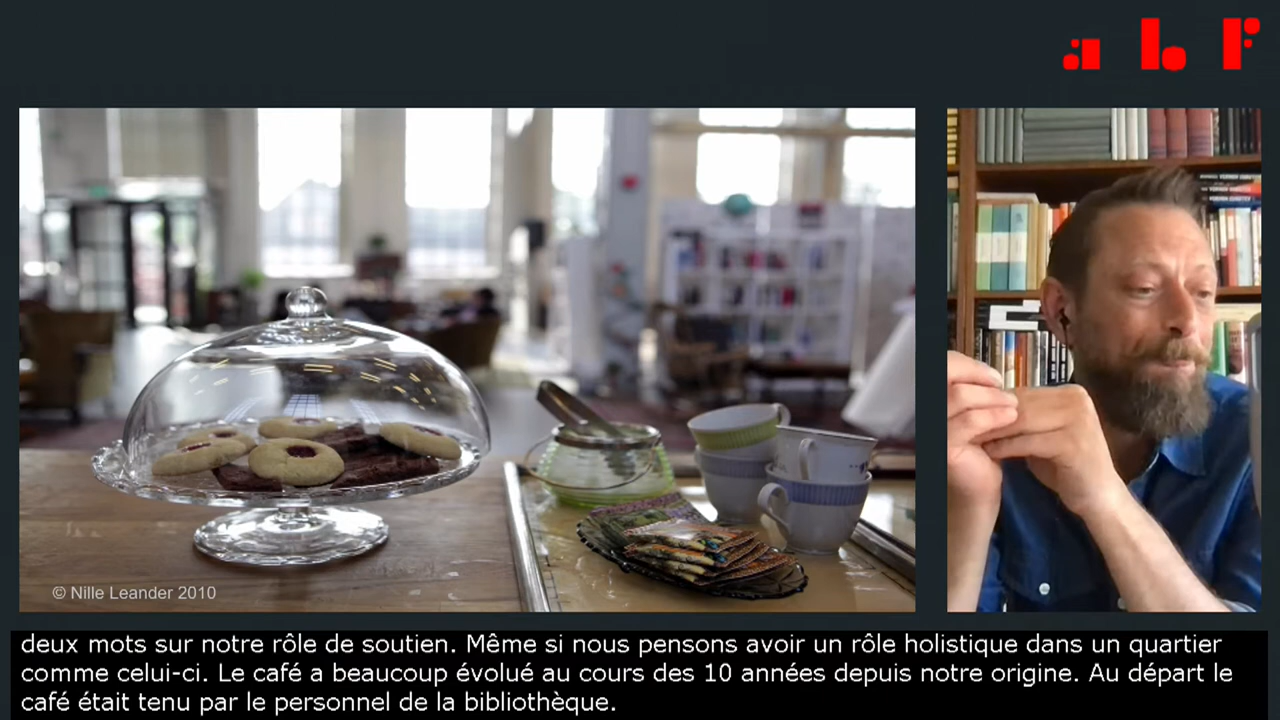 abF
© Nille Leander 2010
deux mots sur notre rôle de soutien. Même si nous pensons avoir un rôle holistique dans un quartier
comme celui-ci. Le café a beaucoup évolué au cours des 10 années depuis notre origine. Au départ le
café était tenu par le personnel de la bibliothèque.